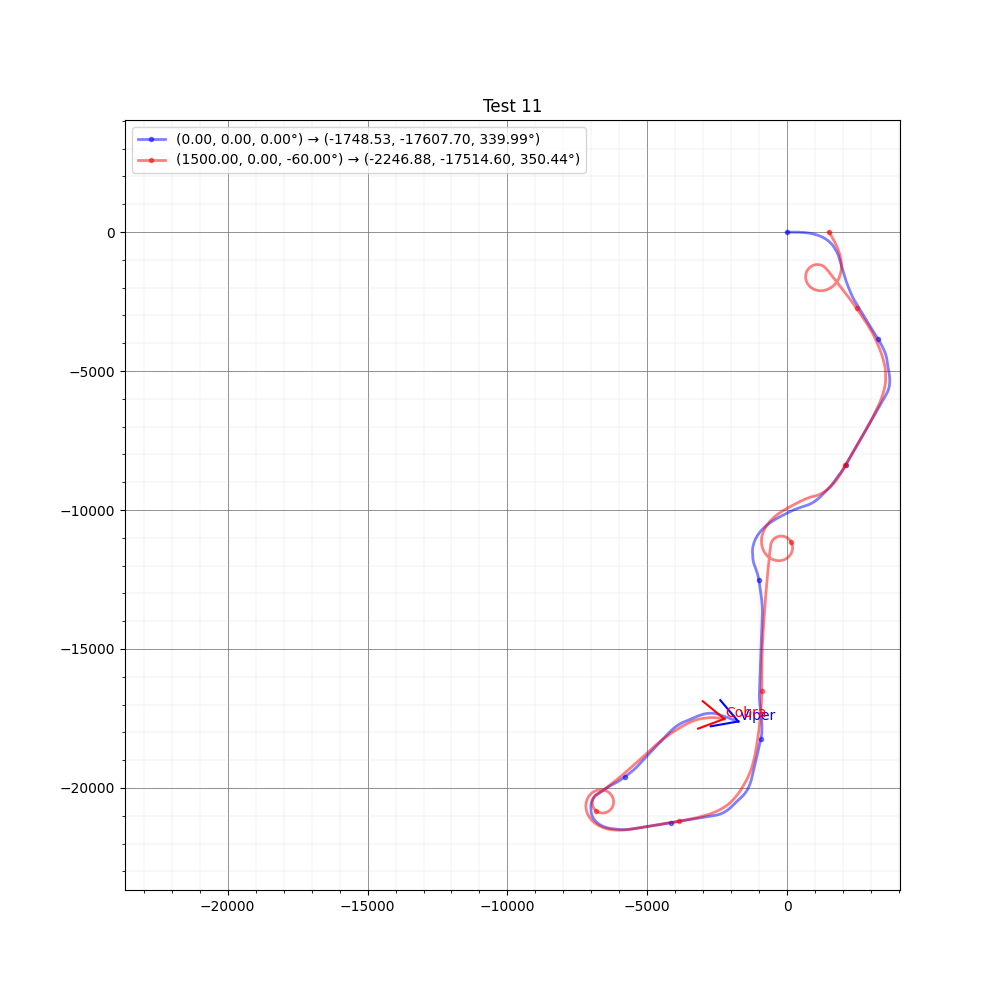 Test 11
(0.00, 0.00, 0.00°) → (-1748.53, -17607.70, 339.99°)
(1500.00, 0.00, -60.00°) → (-2246.88, -17514.60, 350.44°)
0
−5000
−10000
−15000
Cobra
Viper
−20000
−20000 −15000 −10000 −5000 0